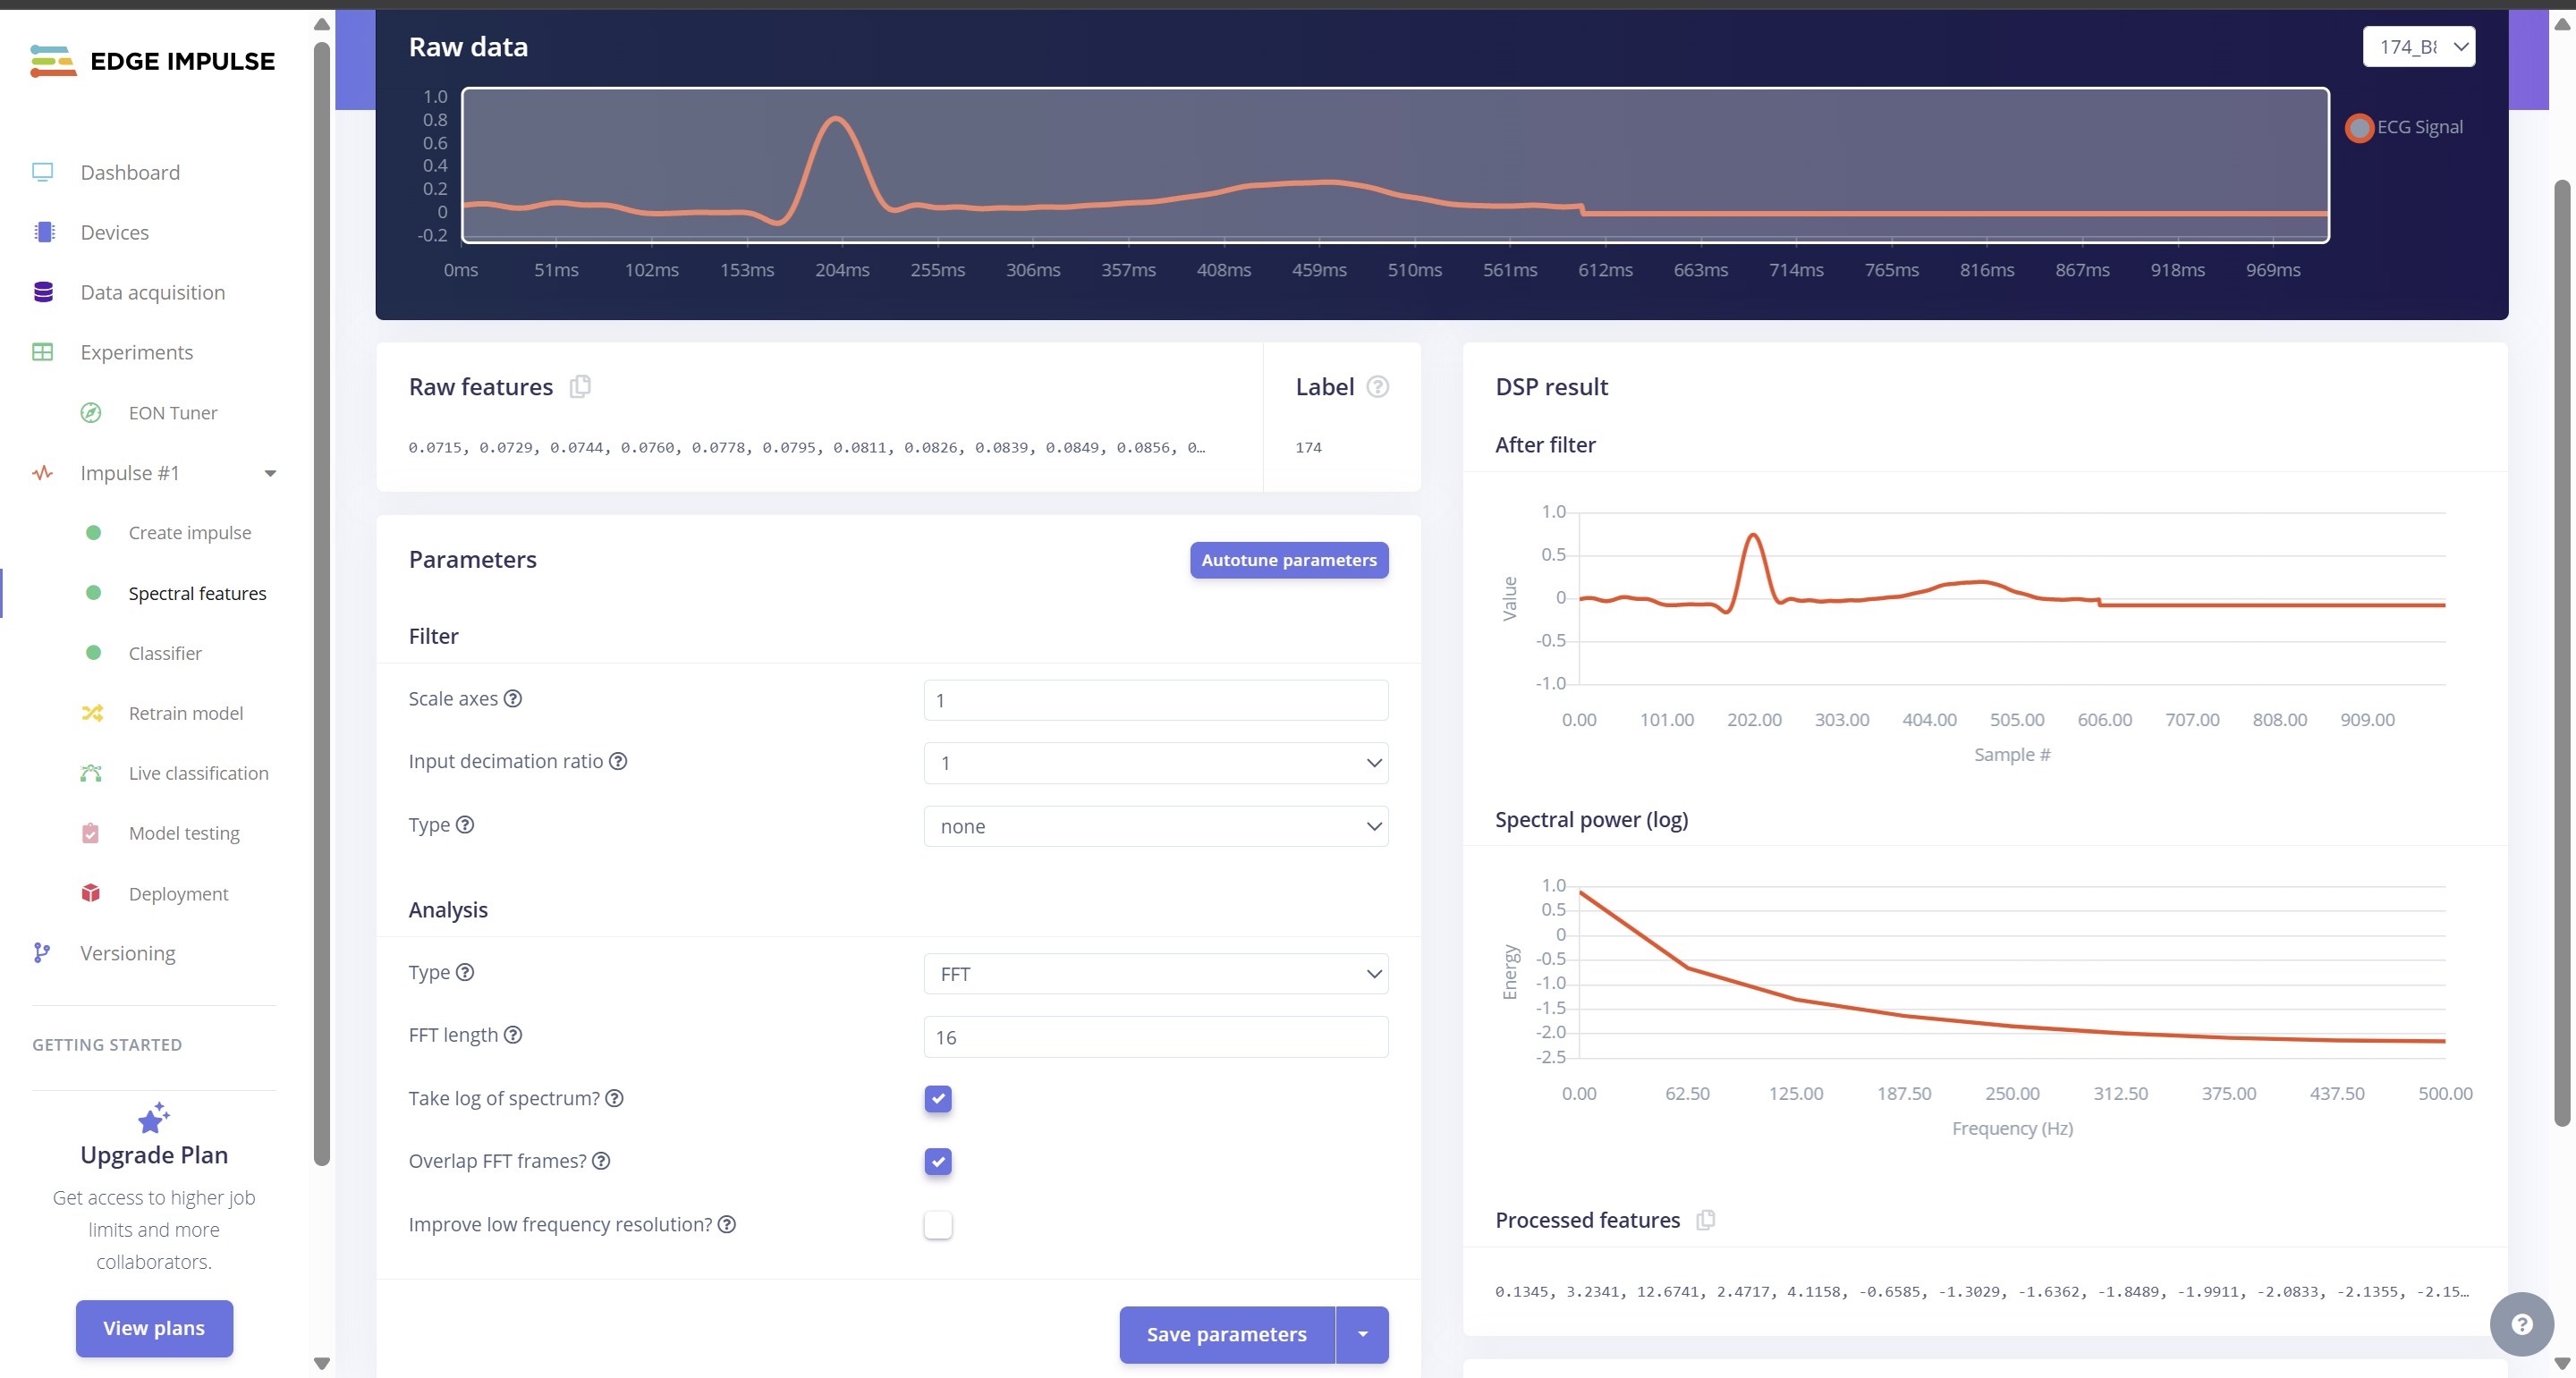 EDGE IMPULSE
Dashboard
Devices
Data acquisition
Experiments
EON Tuner
Impulse #1
Create impulse
Spectral features
Classifier
Retrain model
Live classification
Model testing
Deployment
Versioning
GETTING STARTED
Upgrade Plan
Get access to higher job
limits and more
collaborators.
View plans
Raw data
174_B
1.0
0.8
0.6
0.4
0.2
0
-0.2
0ms 51ms 102ms 153ms 204ms 255ms 306ms 357ms 408ms 459ms 510ms 561ms 612ms 663ms 714ms 765ms 816ms 867ms 918ms 969ms
ECG Signal
Raw features
0.0715, 0.0729, 0.0744, 0.0760, 0.0778, 0.0795, 0.0811, 0.0826, 0.0839, 0.0849, 0.0856, 0…
Label ?
174
Parameters
Autotune parameters
Filter
Scale axes ? 1
Input decimation ratio ? 1
Type ? none
Analysis
Type ? FFT
FFT length ? 16
Take log of spectrum? ?
Overlap FFT frames? ?
Improve low frequency resolution? ?
Save parameters
DSP result
After filter
1.0
0.5
0
-0.5
-1.0
Value
0.00 101.00 202.00 303.00 404.00 505.00 606.00 707.00 808.00 909.00
Sample #
Spectral power (log)
1.0
0.5
0
-0.5
-1.0
-1.5
-2.0
-2.5
Energy
0.00 62.50 125.00 187.50 250.00 312.50 375.00 437.50 500.00
Frequency (Hz)
Processed features
0.1345, 3.2341, 12.6741, 2.4717, 4.1158, -0.6585, -1.3029, -1.6362, -1.8489, -1.9911, -2.0833, -2.1355, -2.15…
?